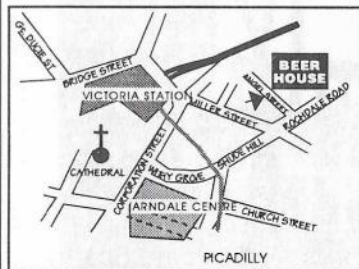 GT. DUCIE ST.
BRIDGE STREET
VICTORIA STATION
BEER
HOUSE
ANGEL STREET
MILLER STREET
ROCHDALE ROAD
SHUDE HILL
CATHEDRAL
CORPORATION STREET
WITHY GROVE
ARNDALE CENTRE
CHURCH STREET
PICADILLY